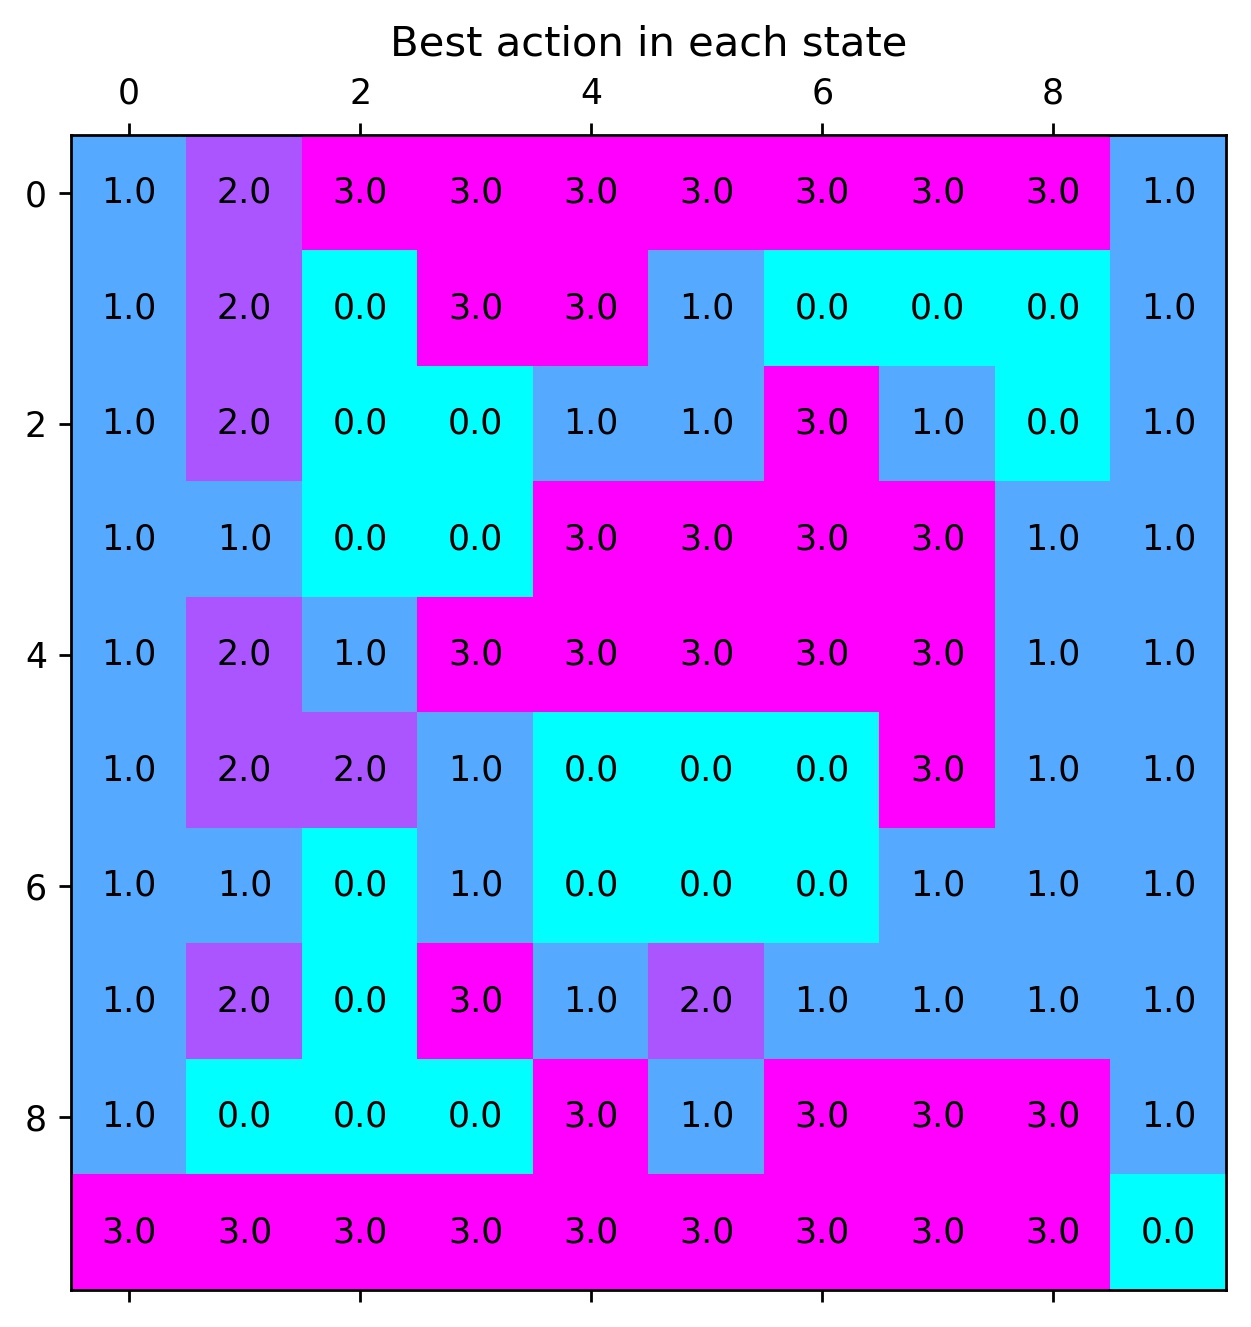 Best action in each state
0 2 4 6 8
0 1.0 2.0 3.0 3.0 3.0 3.0 3.0 3.0 3.0 1.0
1.0 2.0 0.0 3.0 3.0 1.0 0.0 0.0 0.0 1.0
2 1.0 2.0 0.0 0.0 1.0 1.0 3.0 1.0 0.0 1.0
1.0 1.0 0.0 0.0 3.0 3.0 3.0 3.0 1.0 1.0
4 1.0 2.0 1.0 3.0 3.0 3.0 3.0 3.0 1.0 1.0
1.0 2.0 2.0 1.0 0.0 0.0 0.0 3.0 1.0 1.0
6 1.0 1.0 0.0 1.0 0.0 0.0 0.0 1.0 1.0 1.0
1.0 2.0 0.0 3.0 1.0 2.0 1.0 1.0 1.0 1.0
8 1.0 0.0 0.0 0.0 3.0 1.0 3.0 3.0 3.0 1.0
3.0 3.0 3.0 3.0 3.0 3.0 3.0 3.0 3.0 0.0